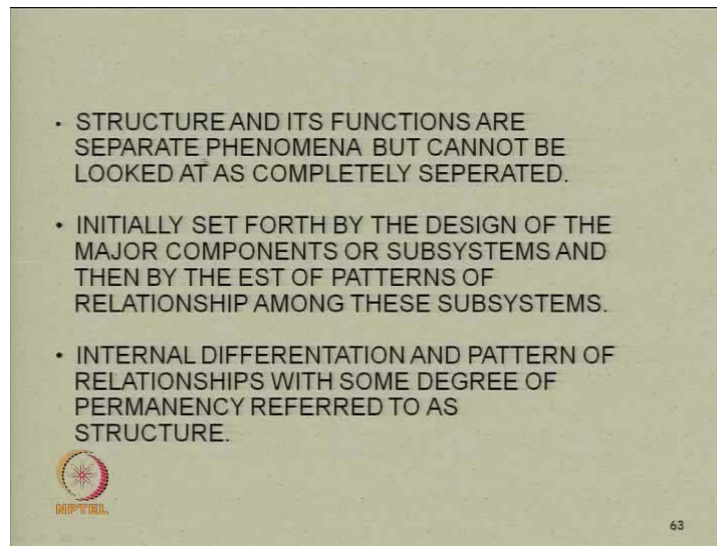 • STRUCTURE AND ITS FUNCTIONS ARE
SEPARATE PHENOMENA BUT CANNOT BE
LOOKED AT AS COMPLETELY SEPERATED.
• INITIALLY SET FORTH BY THE DESIGN OF THE
MAJOR COMPONENTS OR SUBSYSTEMS AND
THEN BY THE EST OF PATTERNS OF
RELATIONSHIP AMONG THESE SUBSYSTEMS.
• INTERNAL DIFFERENTATION AND PATTERN OF
RELATIONSHIPS WITH SOME DEGREE OF
PERMANENCY REFERRED TO AS
STRUCTURE.
NPTEL
63